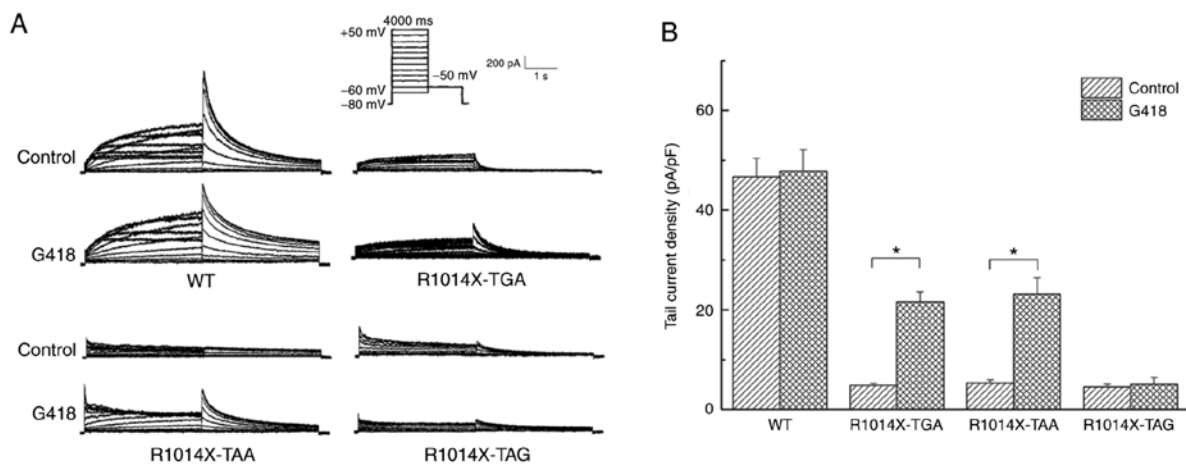 A
4000 ms
+50 mV
−50 mV
−60 mV
−80 mV
200 pA
1 s
Control
G418
WT
R1014X-TGA
Control
G418
R1014X-TAA
R1014X-TAG
B
Control
G418
Tail current density (pA/pF)
60
40
20
0
*
*
WT
R1014X-TGA
R1014X-TAA
R1014X-TAG